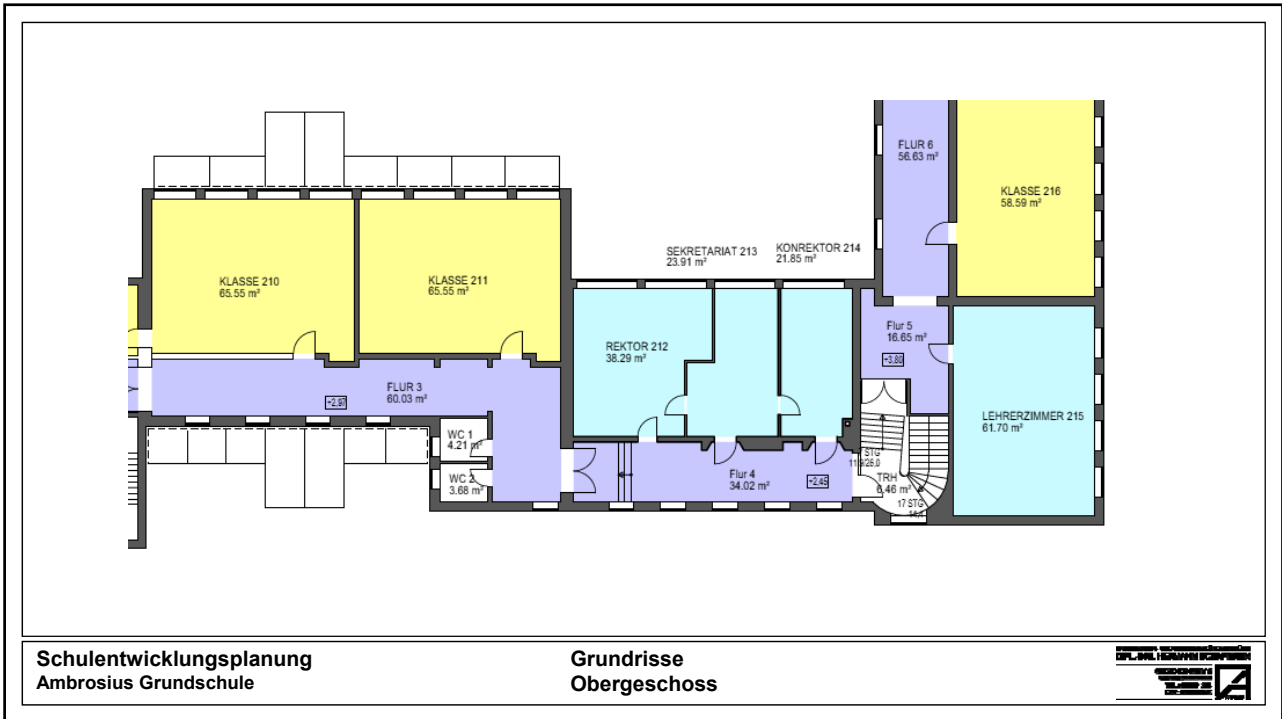 FLUR 6
56.63 m²
KLASSE 216
58.59 m²
SEKRETARIAT 213
23.91 m²
KONREKTOR 214
21.85 m²
KLASSE 210
65.55 m²
KLASSE 211
65.55 m²
Flur 5
16.65 m²
+3,80
REKTOR 212
38.29 m²
FLUR 3
60.03 m²
+2,97
LEHRERZIMMER 215
61.70 m²
WC 1
4.21 m²
WC 2
3.68 m²
Flur 4
34.02 m²
+2,45
STG
TRH
6.46 m²
17 STG
Schulentwicklungsplanung
Ambrosius Grundschule
Grundrisse
Obergeschoss